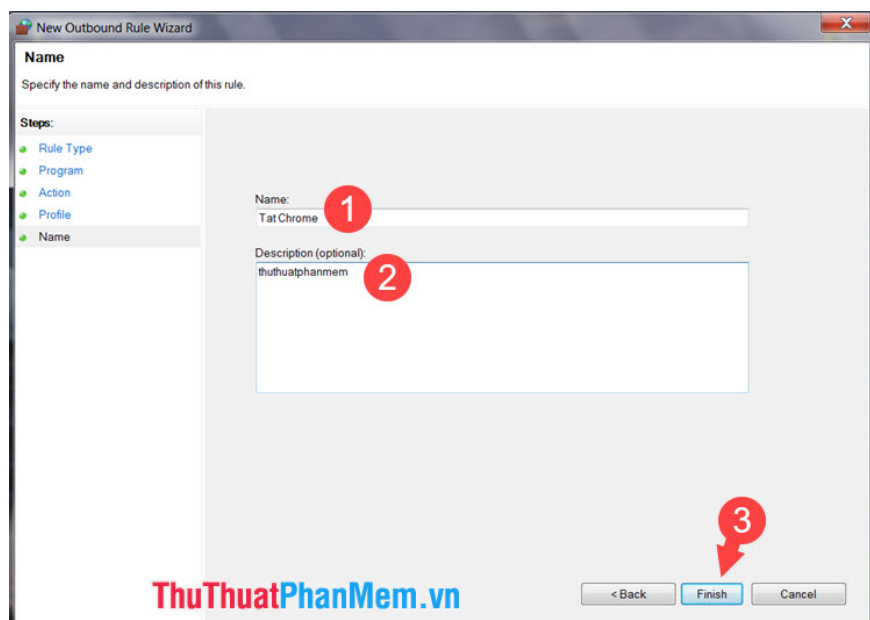 New Outbound Rule Wizard
Name
Specify the name and description of this rule.
Steps:
Rule Type
Program
Action
Profile
Name
Name:
Tat Chrome
1
Description (optional):
thuthuatphanmem
2
3
< Back
Finish
Cancel
ThuThuatPhanMem.vn